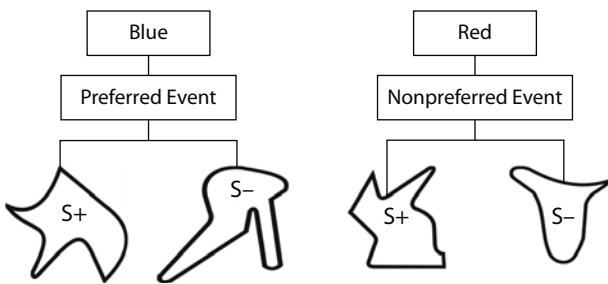 Blue
Red
Preferred Event
Nonpreferred Event
S+
S−
S+
S−